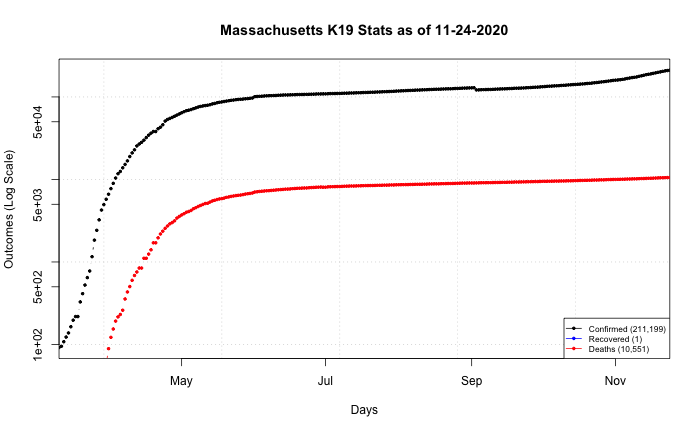 Massachusetts K19 Stats as of 11-24-2020
Outcomes (Log Scale)
5e+04
5e+03
5e+02
1e+02
Confirmed (211,199)
Recovered (1)
Deaths (10,551)
May Jul Sep Nov
Days